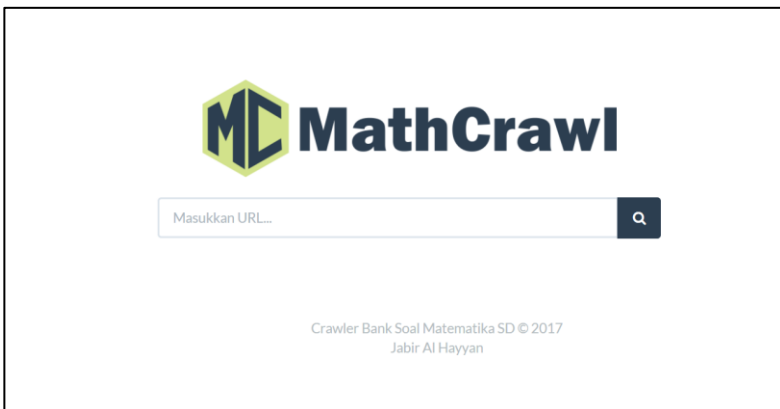 MC MathCrawl
Masukkan URL...
Crawler Bank Soal Matematika SD © 2017
Jabir Al Hayyan